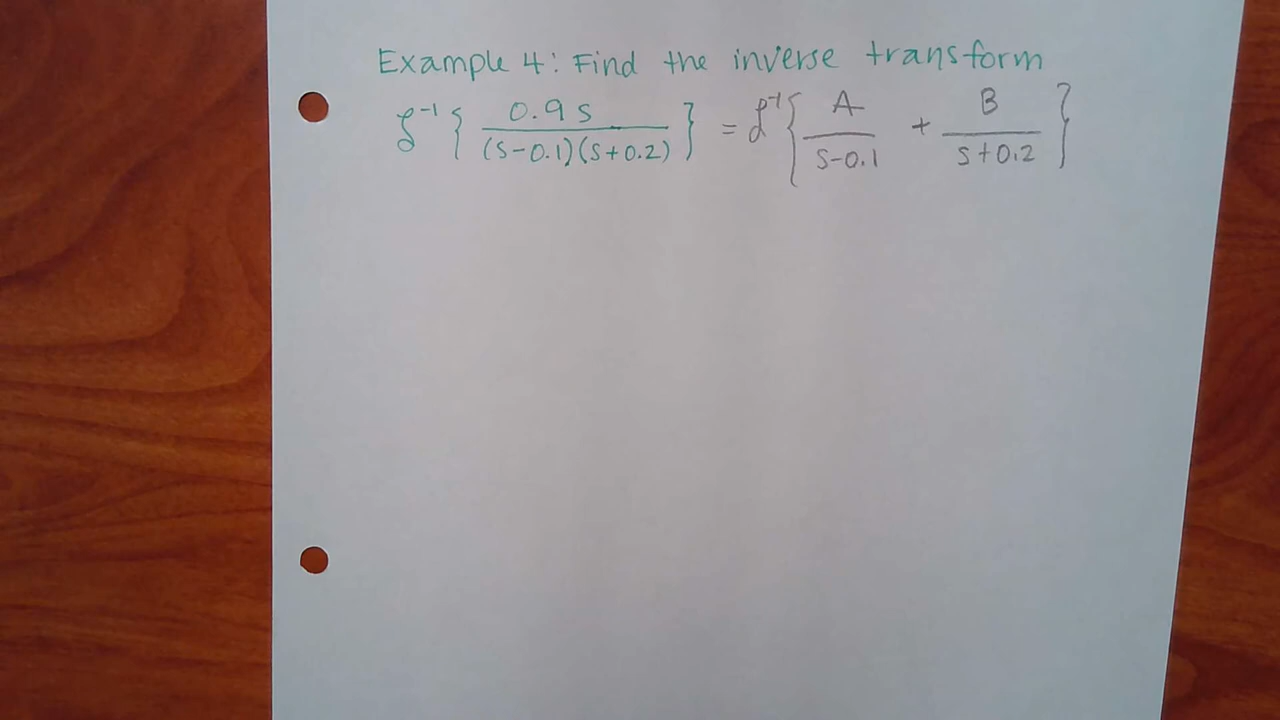 Example 4: Find the inverse transform
ℒ⁻¹{ 0.9s / (s-0.1)(s+0.2) } = ℒ⁻¹{ A / s-0.1 + B / s+0.2 }